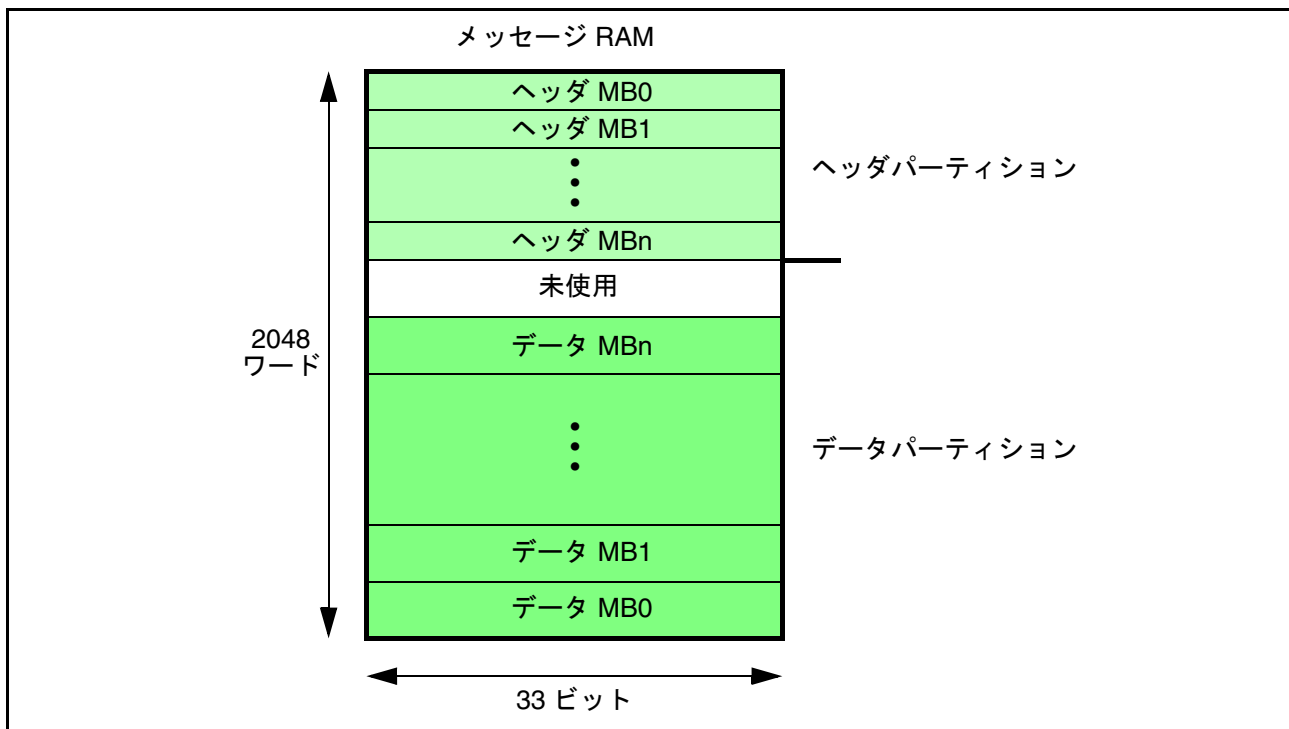 メッセージ RAM
ヘッダ MB0
ヘッダ MB1
ヘッダパーティション
ヘッダ MBn
未使用
2048
ワード
データ MBn
データパーティション
データ MB1
データ MB0
33 ビット